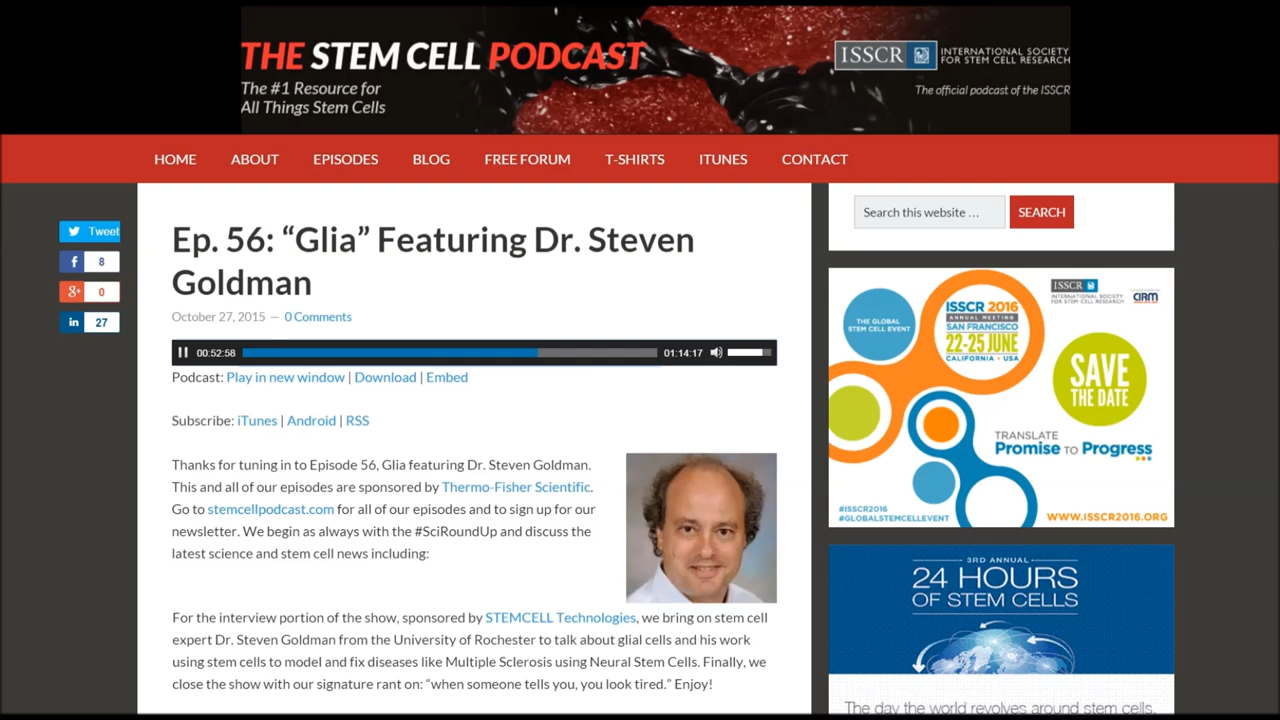 THE STEM CELL PODCAST
The #1 Resource for
All Things Stem Cells
ISSCR INTERNATIONAL SOCIETY
FOR STEM CELL RESEARCH
The official podcast of the ISSCR
HOME ABOUT EPISODES BLOG FREE FORUM T-SHIRTS ITUNES CONTACT
Tweet
f 8
g+ 0
in 27
Ep. 56: “Glia” Featuring Dr. Steven
Goldman
October 27, 2015 — 0 Comments
00:52:58 01:14:17
Podcast: Play in new window | Download | Embed
Subscribe: iTunes | Android | RSS
Thanks for tuning in to Episode 56, Glia featuring Dr. Steven Goldman.
This and all of our episodes are sponsored by Thermo-Fisher Scientific.
Go to stemcellpodcast.com for all of our episodes and to sign up for our
newsletter. We begin as always with the #SciRoundUp and discuss the
latest science and stem cell news including:
For the interview portion of the show, sponsored by STEMCELL Technologies, we bring on stem cell
expert Dr. Steven Goldman from the University of Rochester to talk about glial cells and his work
using stem cells to model and fix diseases like Multiple Sclerosis using Neural Stem Cells. Finally, we
close the show with our signature rant on: “when someone tells you, you look tired.” Enjoy!
Search this website … SEARCH
THE GLOBAL
STEM CELL EVENT
ISSCR 2016
ANNUAL MEETING
SAN FRANCISCO
22-25 JUNE
CALIFORNIA • USA
ISSCR
INTERNATIONAL SOCIETY
FOR STEM CELL RESEARCH
CIRM
SAVE
THE DATE
TRANSLATE
Promise TO Progress
#ISSCR2016
#GLOBALSTEMCELLEVENT
WWW.ISSCR2016.ORG
3RD ANNUAL
24 HOURS
OF STEM CELLS
The day the world revolves around stem cells.